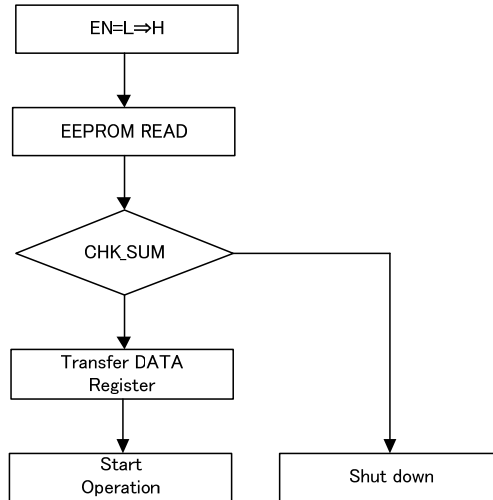 EN=L⇒H
EEPROM READ
CHK_SUM
Transfer DATA
Register
Start
Operation
Shut down